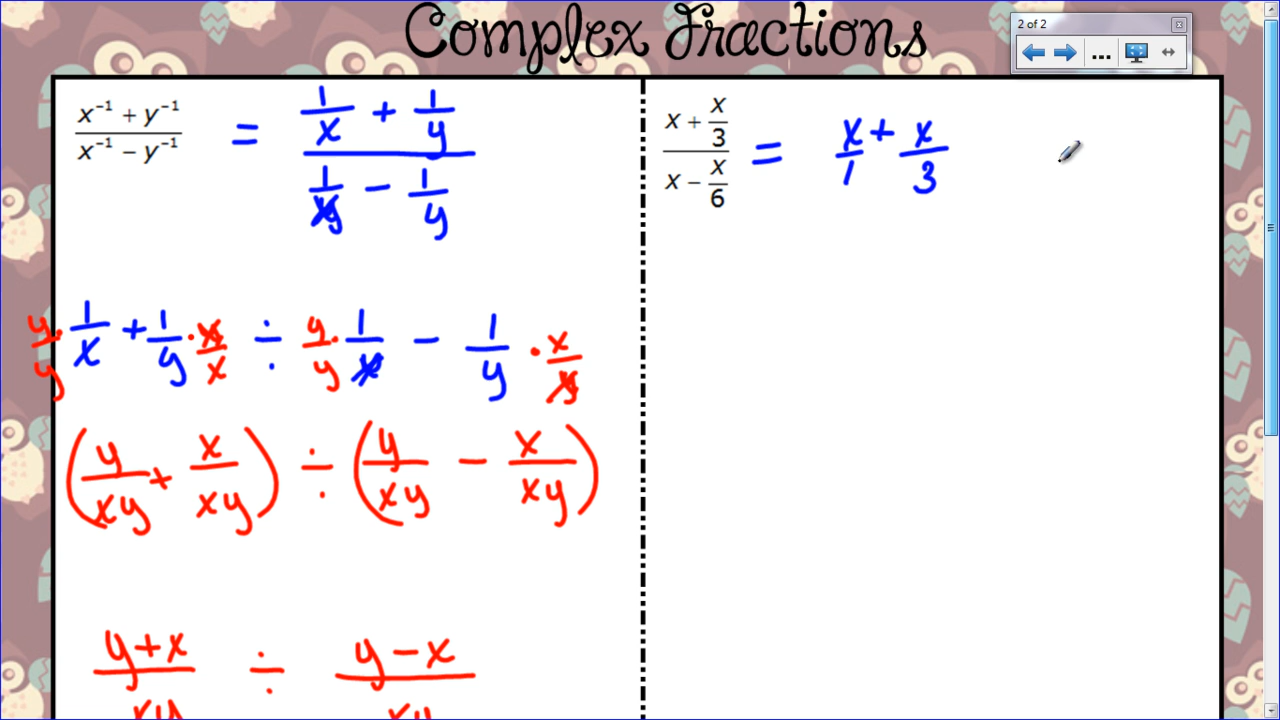 Complex Fractions
2 of 2
...
x⁻¹ + y⁻¹ / x⁻¹ − y⁻¹ = 1/x + 1/y / 1/x − 1/y
y/y · 1/x + 1/y · x/x ÷ y/y · 1/x − 1/y · x/x
(y/xy + x/xy) ÷ (y/xy − x/xy)
y+x/xy ÷ y−x/xy
x + x/3 / x − x/6 = x/1 + x/3